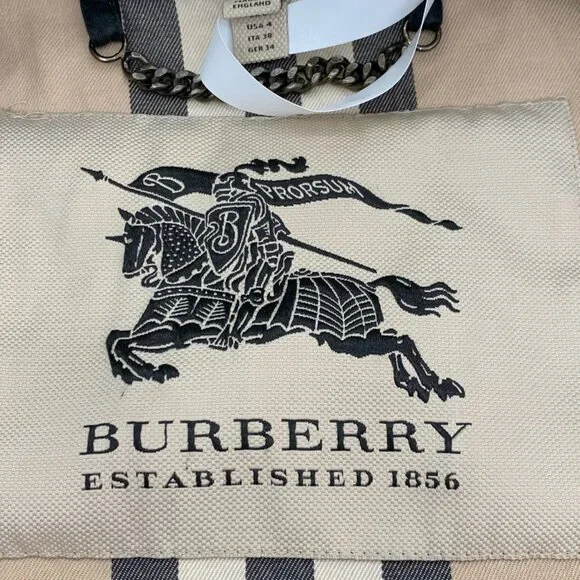 ENGLAND
USA 4
ITA 38
GER 34
B PRORSUM
B
BURBERRY
ESTABLISHED 1856